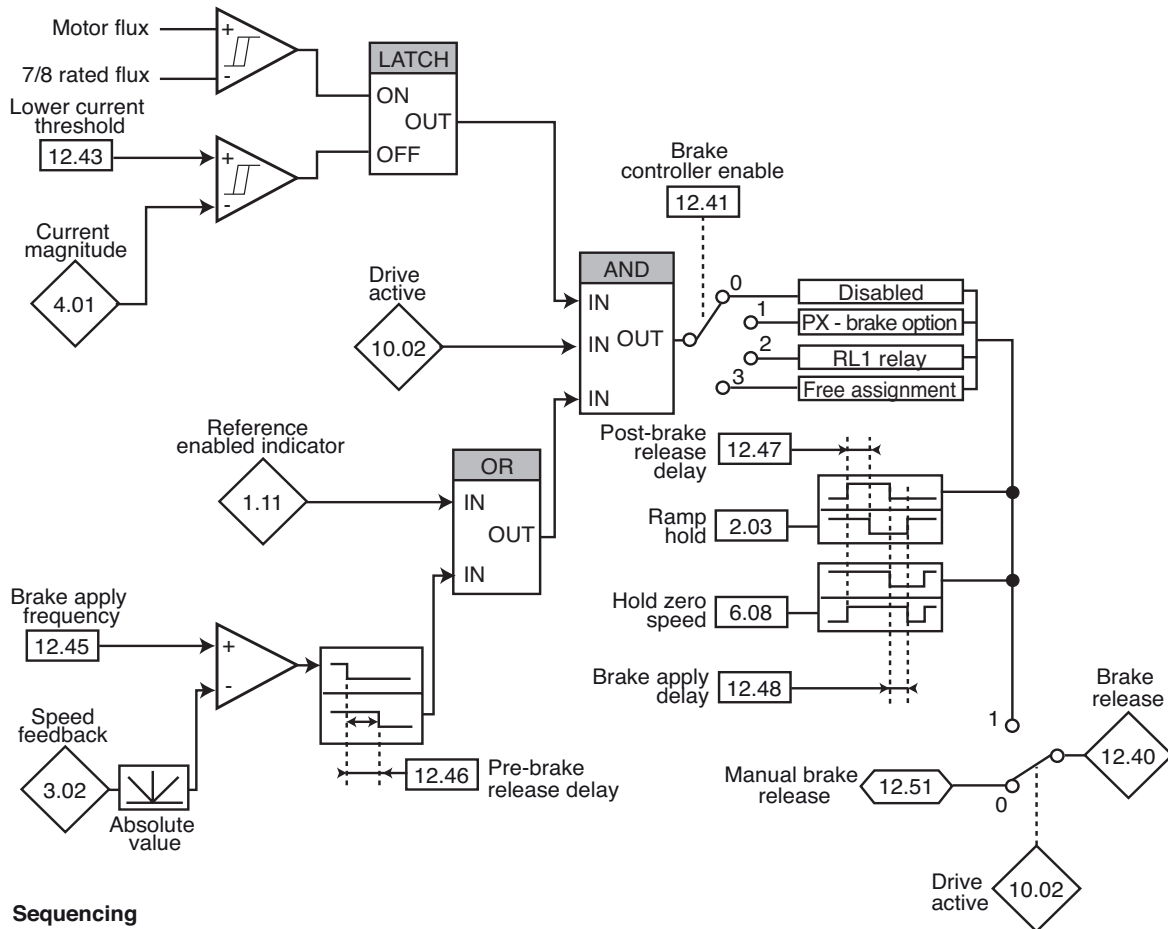 Motor flux
7/8 rated flux
Lower current
threshold
12.43
Current
magnitude
4.01
+
-
+
-
LATCH
ON
OUT
OFF
Brake
controller enable
12.41
Drive
active
10.02
AND
IN
IN
OUT
IN
0
Disabled
1
PX - brake option
2
RL1 relay
3
Free assignment
Reference
enabled indicator
1.11
OR
IN
OUT
IN
Post-brake
release
delay
12.47
Ramp
hold
2.03
Hold zero
speed
6.08
Brake apply
delay
12.48
Brake apply
frequency
12.45
+
-
Speed
feedback
3.02
Absolute
value
12.46
Pre-brake
release delay
1
Brake
release
12.40
Manual brake
release
12.51
0
Drive
active
10.02
Sequencing